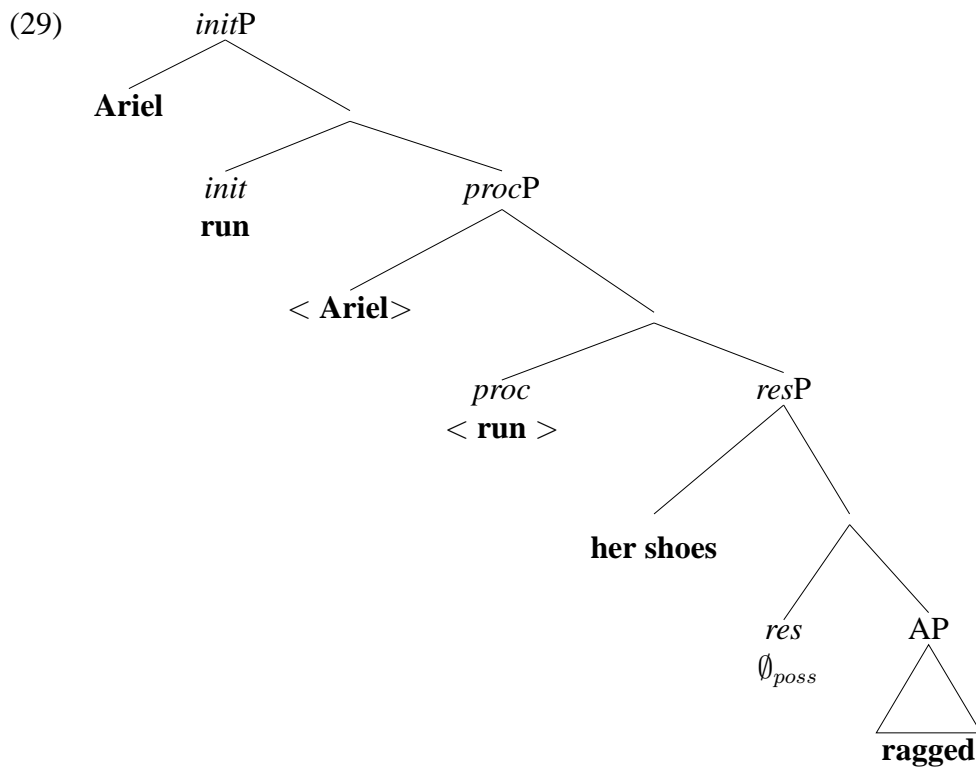 (29) initP
Ariel
init procP
run
< Ariel>
proc resP
< run >
her shoes
res AP
∅poss
ragged